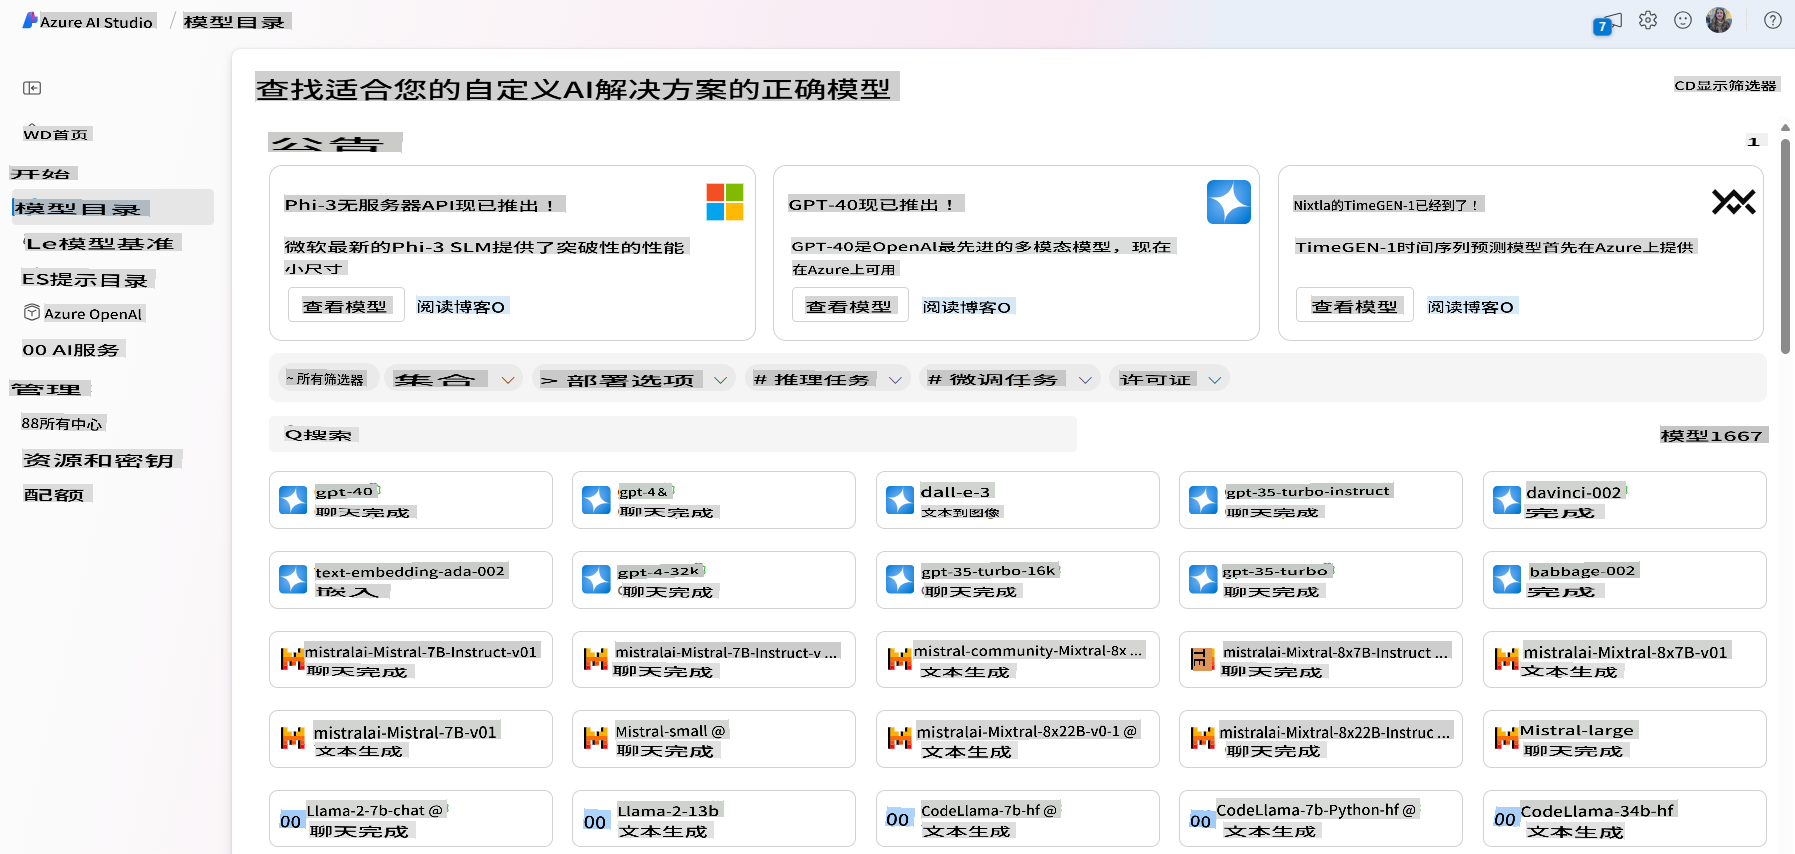 Azure AI Studio / 模型目录
7
查找适合您的自定义AI解决方案的正确模型
CD显示筛选器
WD首页
开始
模型目录
Le模型基准
ES提示目录
Azure OpenAl
00 AI服务
管理
88所有中心
资源和密钥
配额
公告
1
Phi-3无服务器API现已推出！
微软最新的Phi-3 SLM提供了突破性的性能
小尺寸
查看模型 阅读博客O
GPT-40现已推出！
GPT-40是OpenAl最先进的多模态模型，现在
在Azure上可用
查看模型 阅读博客O
Nixtla的TimeGEN-1已经到了！
TimeGEN-1时间序列预测模型首先在Azure上提供
查看模型 阅读博客O
~所有筛选器 集合 > 部署选项 # 推理任务 # 微调任务 许可证
Q搜索
模型1667
gpt-40
聊天完成
gpt-4&
聊天完成
dall-e-3
文本到图像
gpt-35-turbo-instruct
聊天完成
davinci-002
完成
text-embedding-ada-002
嵌入
gpt-4-32k
聊天完成
gpt-35-turbo-16k
聊天完成
gpt-35-turbo
聊天完成
babbage-002
完成
mistralai-Mistral-7B-Instruct-v01
聊天完成
mistralai-Mistral-7B-Instruct-v ...
聊天完成
mistral-community-Mixtral-8x ...
文本生成
TE
mistralai-Mixtral-8x7B-Instruct ...
聊天完成
mistralai-Mixtral-8x7B-v01
文本生成
mistralai-Mistral-7B-v01
文本生成
Mistral-small @
聊天完成
mistralai-Mixtral-8x22B-v0-1 @
文本生成
mistralai-Mixtral-8x22B-Instruc ...
聊天完成
Mistral-large
聊天完成
00 Llama-2-7b-chat @
聊天完成
00 Llama-2-13b
文本生成
00 CodeLlama-7b-hf @
文本生成
00 CodeLlama-7b-Python-hf @
文本生成
00 CodeLlama-34b-hf
文本生成